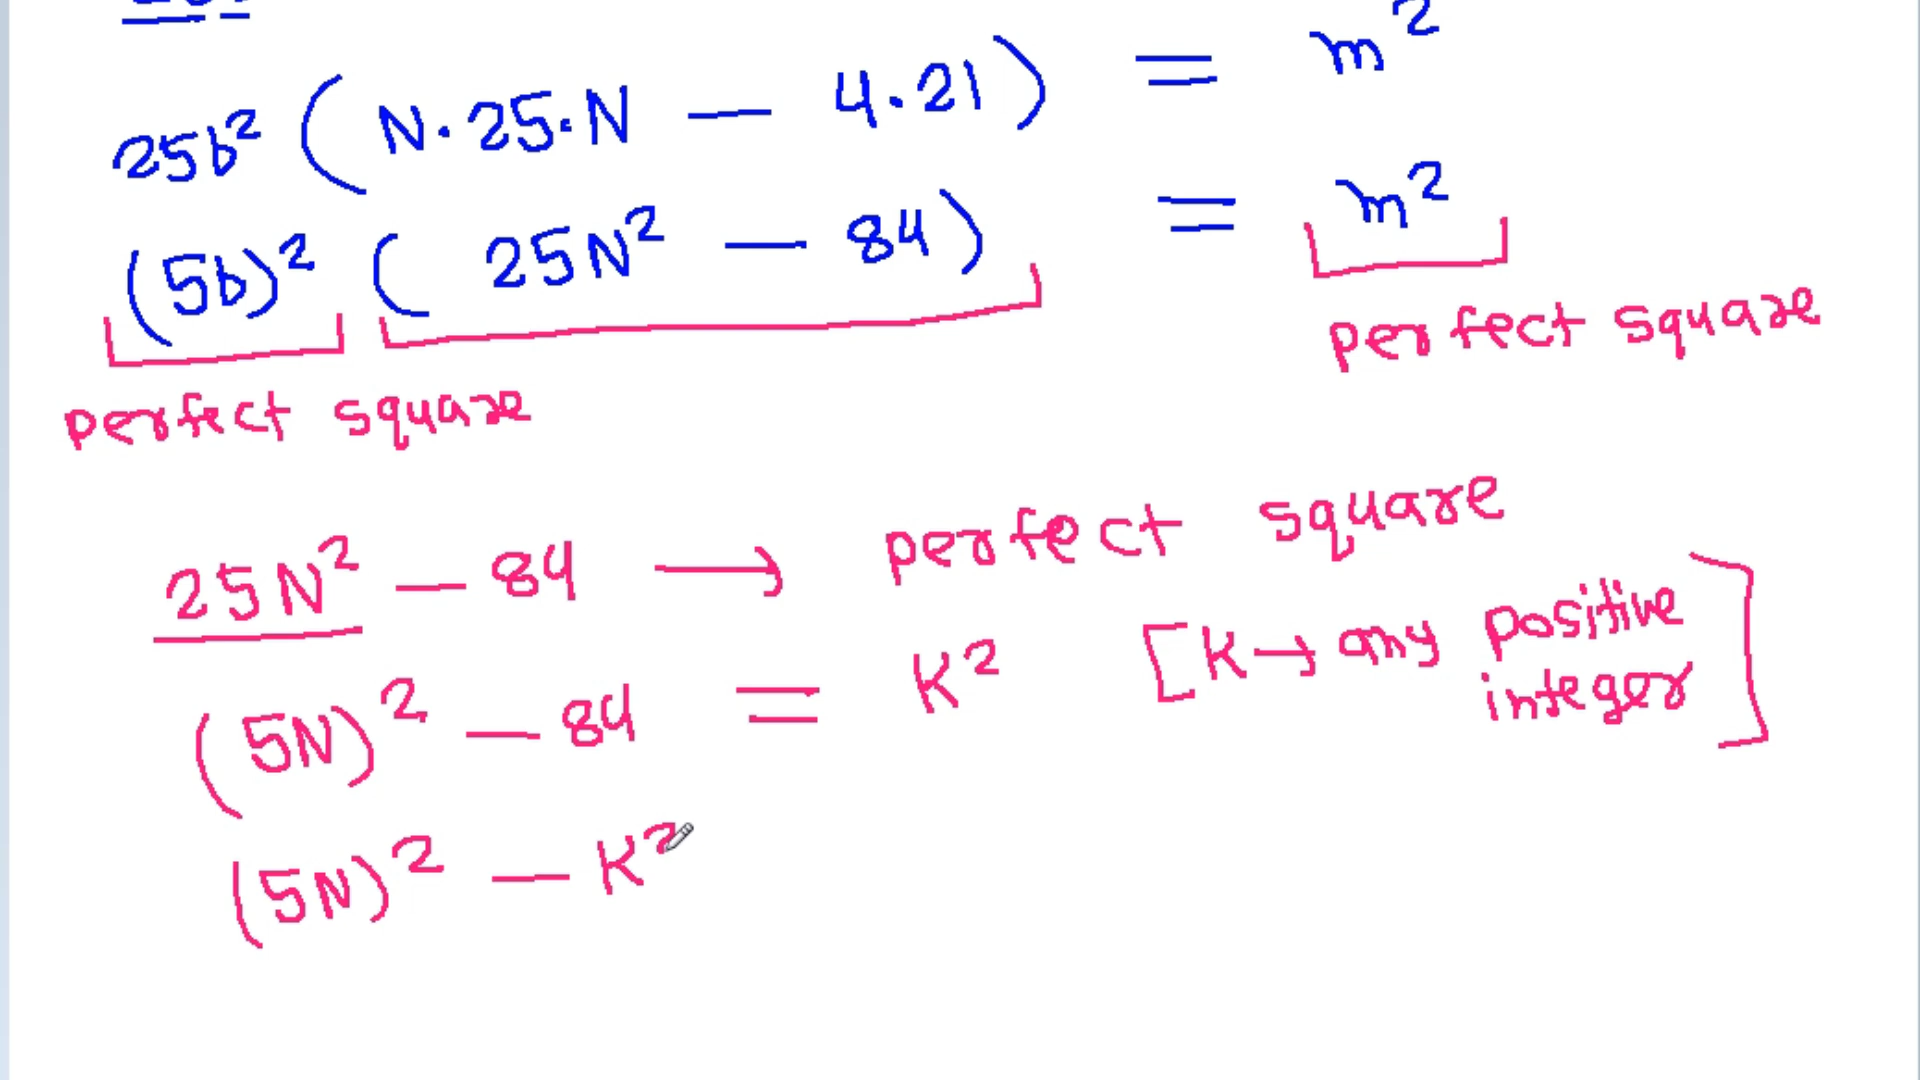 25b² ( N·25·N — 4·21 ) = m²
(5b)² ( 25N² — 84 ) = m²
perfect square
perfect square
25N² — 84 → perfect square
(5N)² — 84 = K² [K → any positive integer]
(5N)² — K²